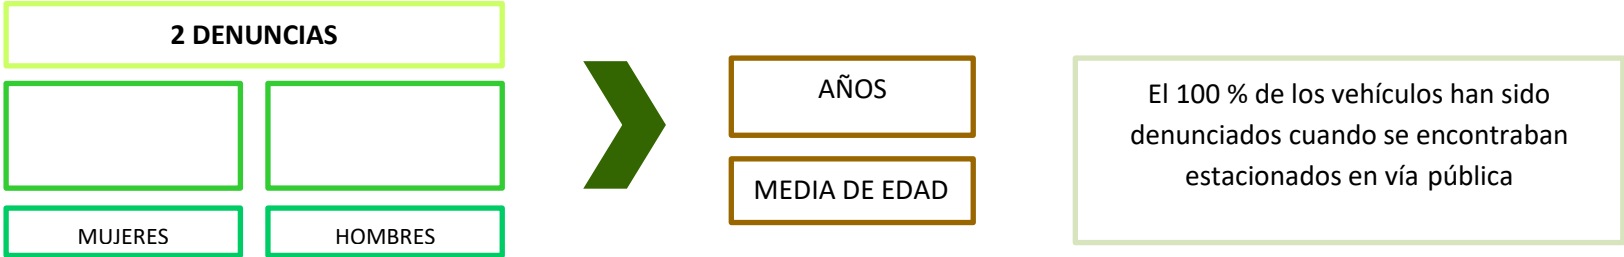 2 DENUNCIAS
MUJERES
HOMBRES
AÑOS
MEDIA DE EDAD
El 100 % de los vehículos han sido
denunciados cuando se encontraban
estacionados en vía pública